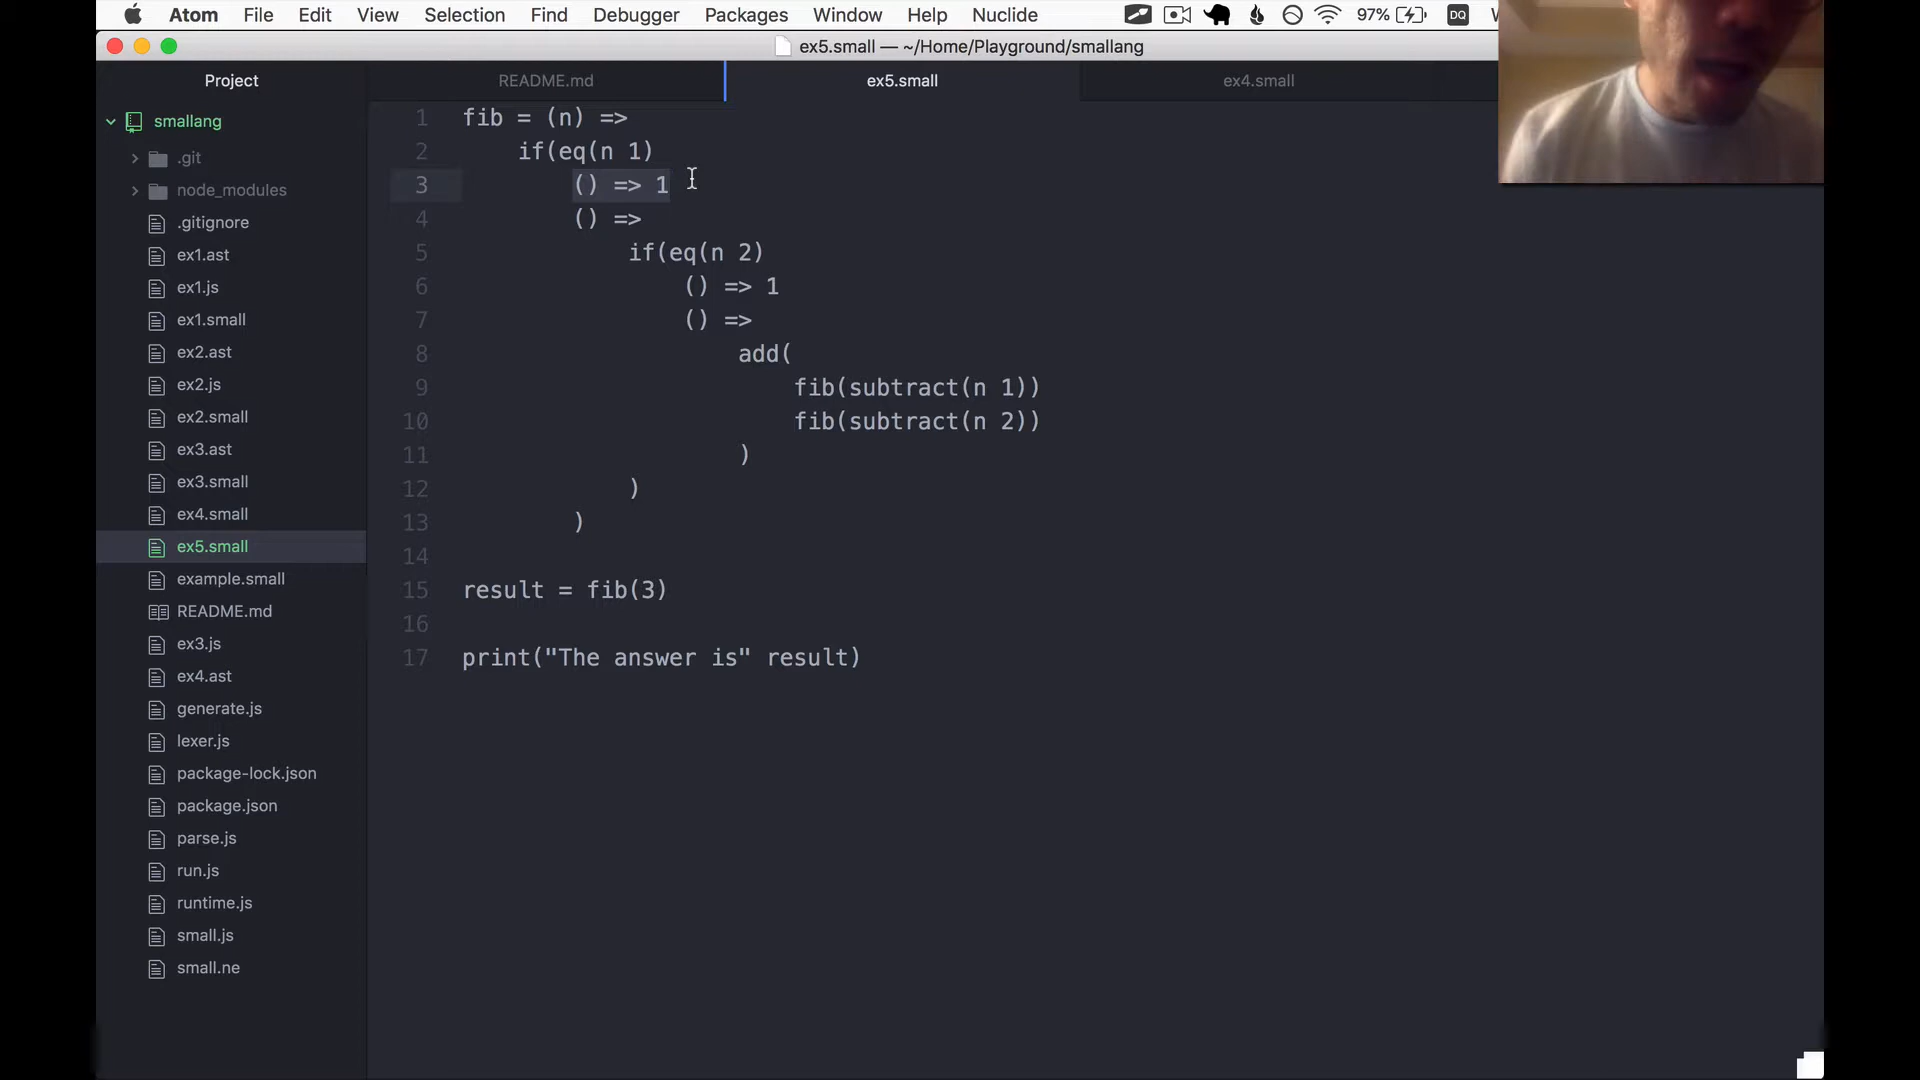 Atom File Edit View Selection Find Debugger Packages Window Help Nuclide 97% DQ
ex5.small — ~/Home/Playground/smallang
Project
README.md
ex5.small
ex4.small
smallang
.git
node_modules
.gitignore
ex1.ast
ex1.js
ex1.small
ex2.ast
ex2.js
ex2.small
ex3.ast
ex3.small
ex4.small
ex5.small
example.small
README.md
ex3.js
ex4.ast
generate.js
lexer.js
package-lock.json
package.json
parse.js
run.js
runtime.js
small.js
small.ne
1 fib = (n) =>
2 if(eq(n 1)
3 () => 1
4 () =>
5 if(eq(n 2)
6 () => 1
7 () =>
8 add(
9 fib(subtract(n 1))
10 fib(subtract(n 2))
11 )
12 )
13 )
14
15 result = fib(3)
16
17 print("The answer is" result)